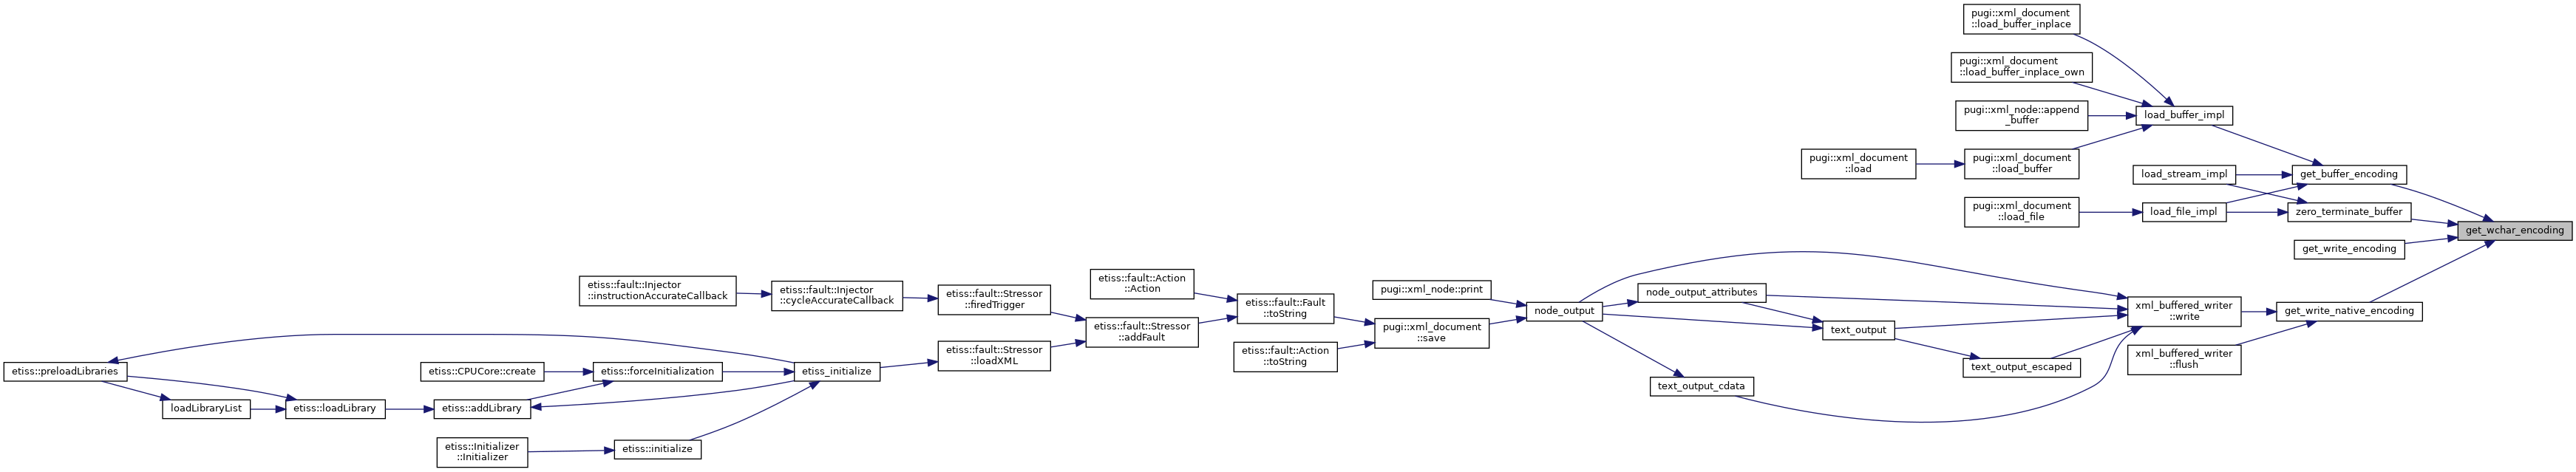 pugi::xml_document
::load_buffer_inplace
pugi::xml_document
::load_buffer_inplace_own
pugi::xml_node::append
_buffer
load_buffer_impl
pugi::xml_document
::load
pugi::xml_document
::load_buffer
load_stream_impl
get_buffer_encoding
pugi::xml_document
::load_file
load_file_impl
zero_terminate_buffer
get_wchar_encoding
get_write_encoding
etiss::fault::Injector
::instructionAccurateCallback
etiss::fault::Injector
::cycleAccurateCallback
etiss::fault::Stressor
::firedTrigger
etiss::fault::Action
::Action
etiss::fault::Fault
::toString
pugi::xml_node::print
node_output
node_output_attributes
xml_buffered_writer
::write
get_write_native_encoding
etiss::fault::Stressor
::addFault
pugi::xml_document
::save
text_output
etiss::fault::Stressor
::loadXML
etiss::fault::Action
::toString
xml_buffered_writer
::flush
text_output_escaped
text_output_cdata
etiss::preloadLibraries
etiss::CPUCore::create
etiss::forceInitialization
etiss_initialize
loadLibraryList
etiss::loadLibrary
etiss::addLibrary
etiss::Initializer
::Initializer
etiss::initialize